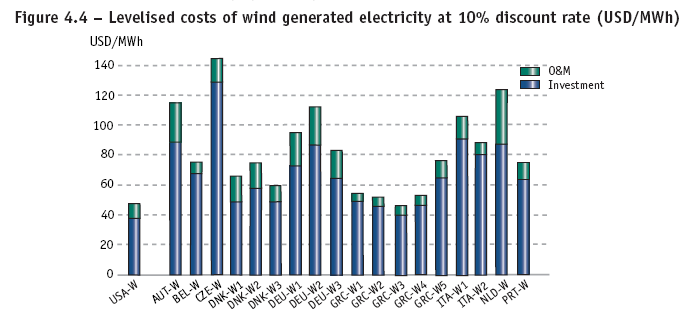 Figure 4.4 – Levelised costs of wind generated electricity at 10% discount rate (USD/MWh)
USD/MWh
140
120
100
80
60
40
20
0
O&M
Investment
USA-W
AUT-W
BEL-W
CZE-W
DNK-W1
DNK-W2
DNK-W3
DEU-W1
DEU-W2
DEU-W3
GRC-W1
GRC-W2
GRC-W3
GRC-W4
GRC-W5
ITA-W1
ITA-W2
NLD-W
PRT-W